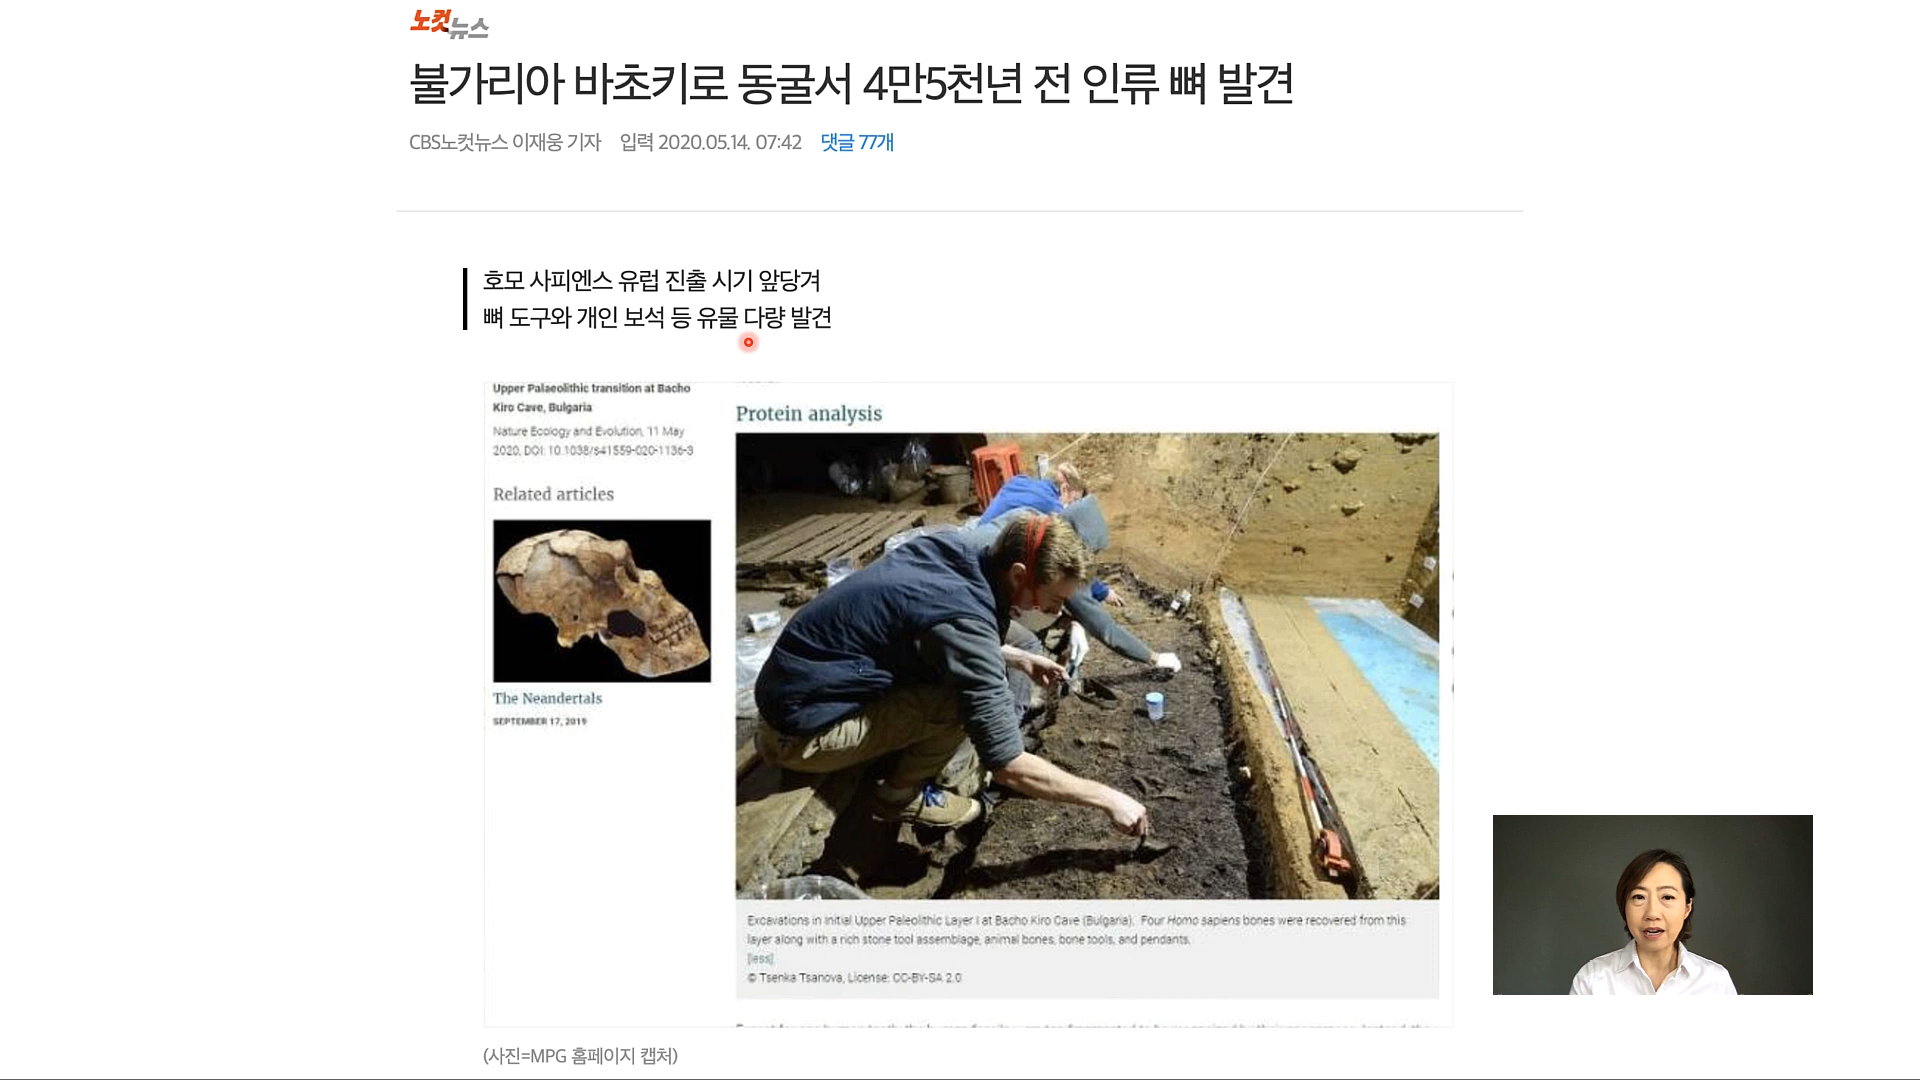 노컷뉴스
불가리아 바초키로 동굴서 4만5천년 전 인류 뼈 발견
CBS노컷뉴스 이재웅 기자 입력 2020.05.14. 07:42 댓글 77개
호모 사피엔스 유럽 진출 시기 앞당겨
뼈 도구와 개인 보석 등 유물 다량 발견
Upper Palaeolithic transition at Bacho
Kiro Cave, Bulgaria
Nature Ecology and Evolution, 11 May
2020, DOI: 10.1038/s41559-020-1136-3
Related articles
The Neandertals
SEPTEMBER 17, 2019
Protein analysis
Excavations in Initial Upper Paleolithic Layer I at Bacho Kiro Cave (Bulgaria). Four Homo sapiens bones were recovered from this
layer along with a rich stone tool assemblage, animal bones, bone tools, and pendants.
[less]
© Tsenka Tsanova, License: CC-BY-SA 2.0
(사진=MPG 홈페이지 캡처)